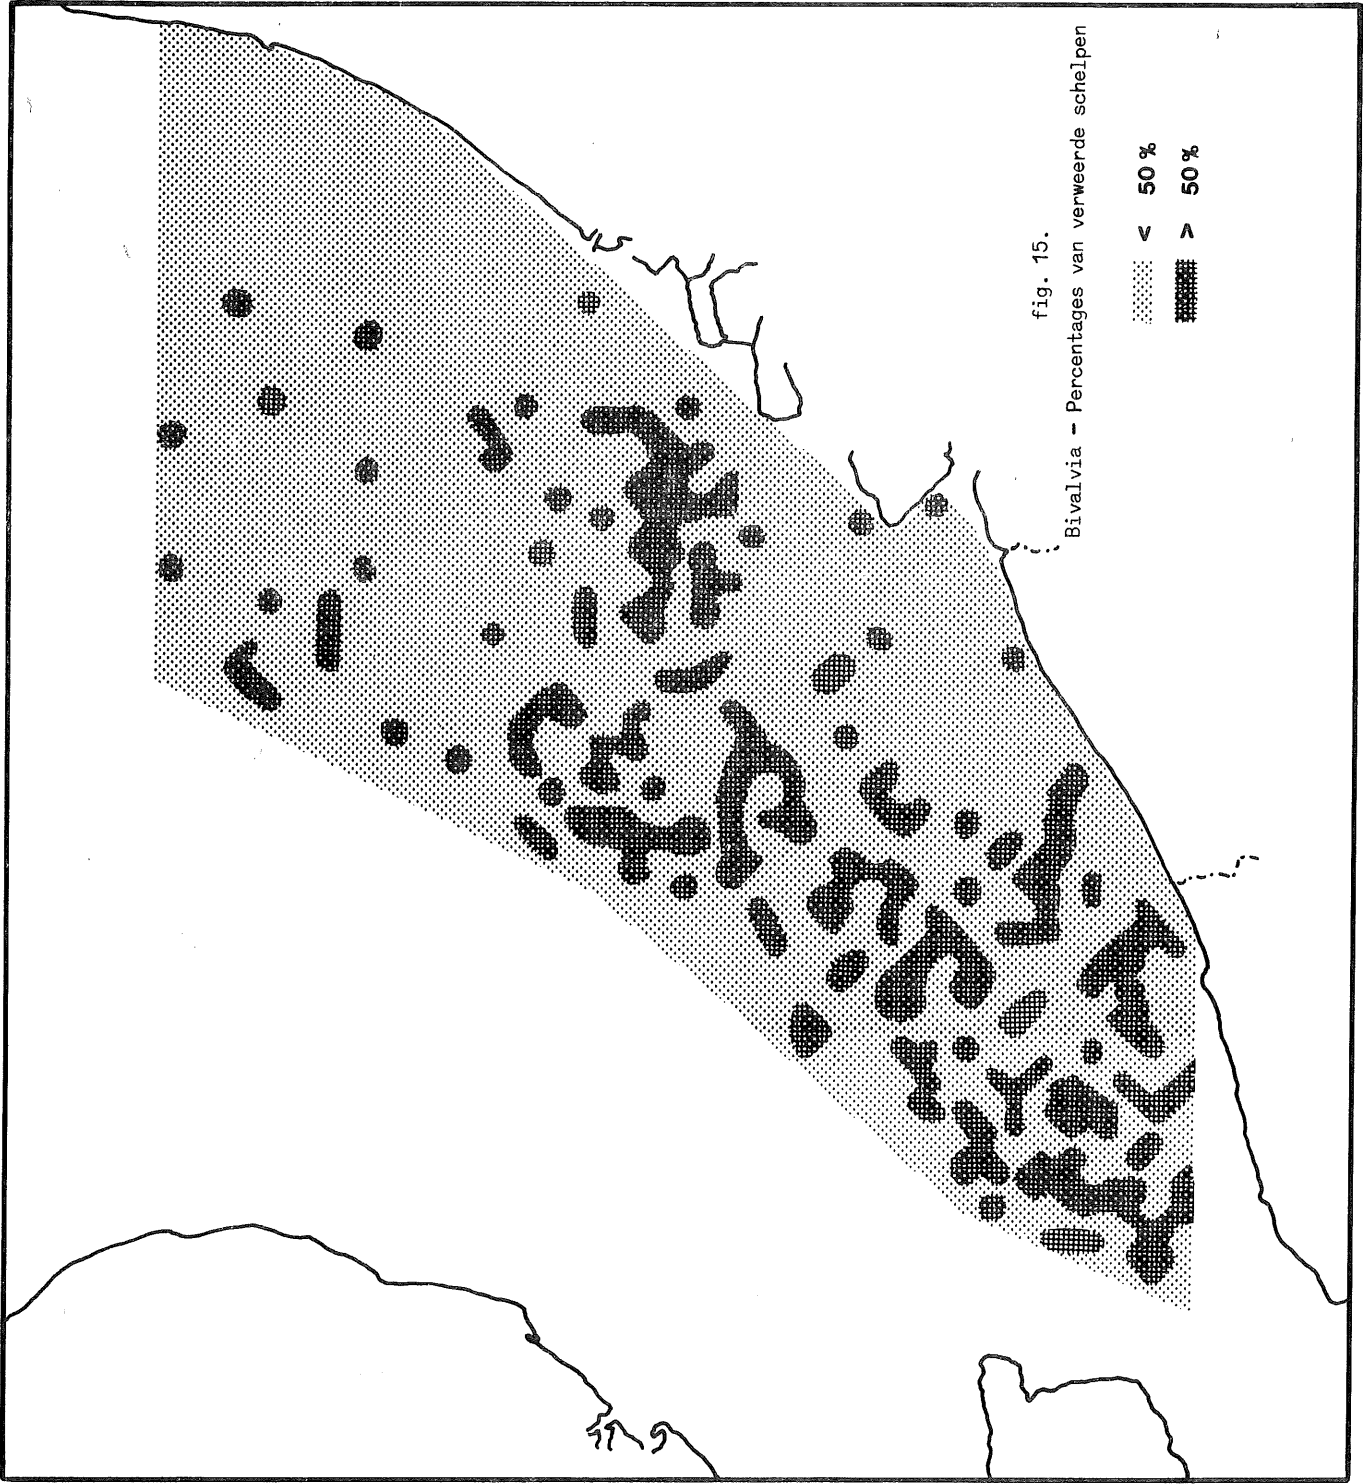 fig. 15.
Bivalvia — Percentages van verweerde schelpen
< 50 %
> 50 %